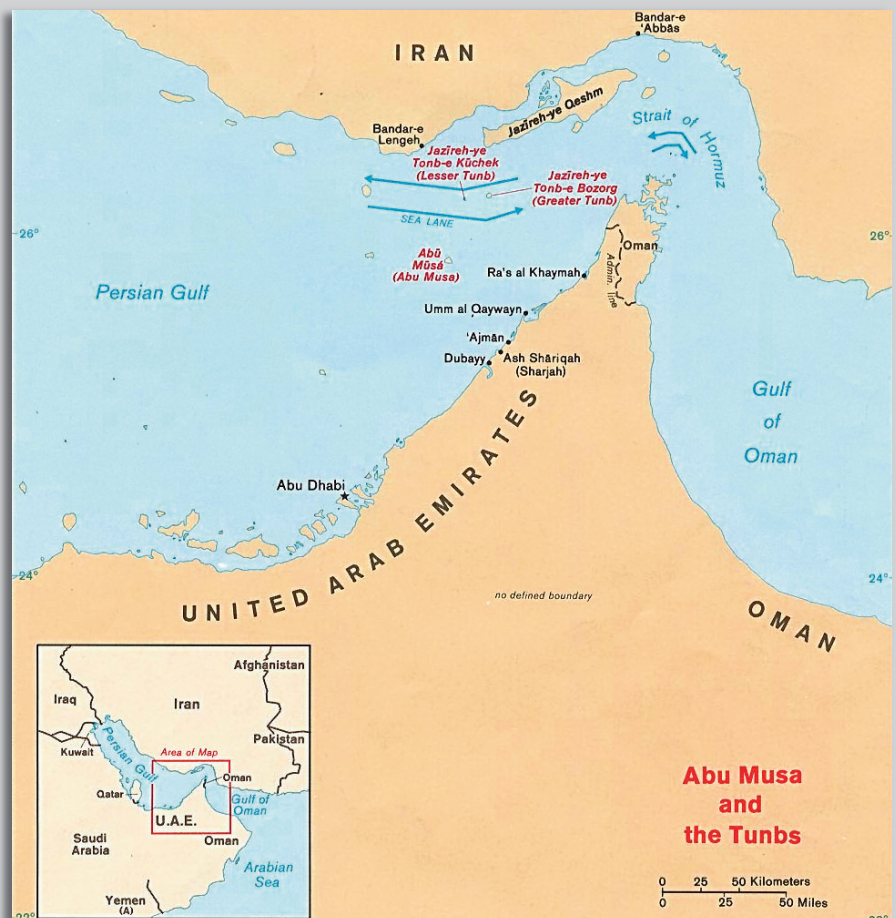 Bandar-e
'Abbās
IRAN
Jazīreh-ye Qeshm
Strait of Hormuz
Bandar-e
Lengeh
Jazīreh-ye
Tonb-e Kūchek
(Lesser Tunb)
Jazīreh-ye
Tonb-e Bozorg
(Greater Tunb)
SEA LANE
26°
26°
Oman
Admin. line
Abū
Mūsá
(Abu Musa)
Ra's al Khaymah
Persian Gulf
Umm al Qaywayn
'Ajmān
Dubayy
Ash Shāriqah
(Sharjah)
Gulf
of
Oman
Abu Dhabi
UNITED ARAB EMIRATES
24°
24°
no defined boundary
OMAN
Afghanistan
Iraq
Iran
Kuwait
Persian Gulf
Area of Map
Pakistan
Oman
Qatar
Gulf of
Oman
U.A.E.
Saudi
Arabia
Oman
Arabian
Sea
Yemen
(A)
Abu Musa
and
the Tunbs
0 25 50 Kilometers
0 25 50 Miles